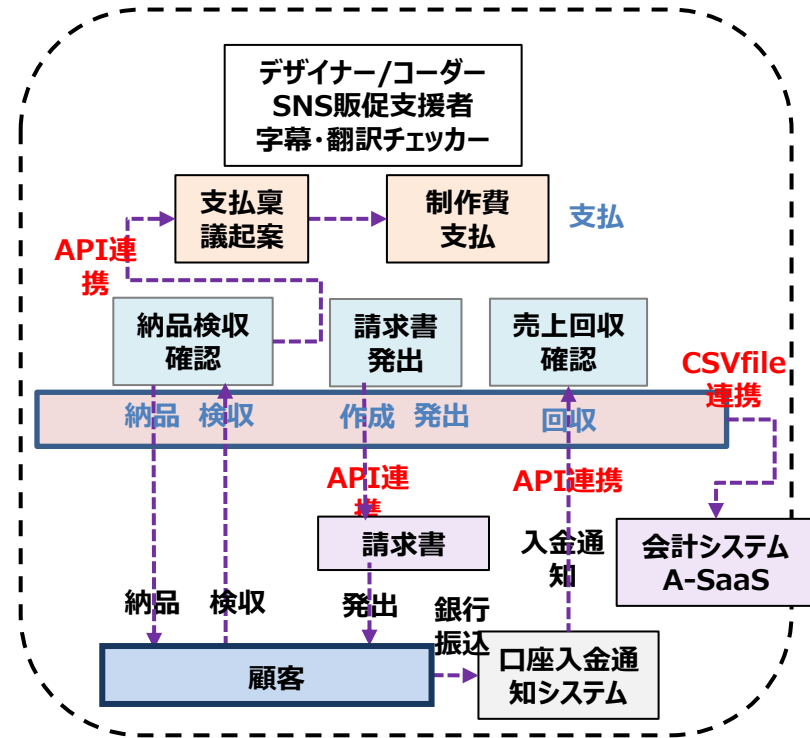 デザイナー/コーダー
SNS販促支援者
字幕・翻訳チェッカー
支払稟
議起案
制作費
支払
支払
API連
携
納品検収
確認
請求書
発出
売上回収
確認
CSVfile
連携
納品 検収 作成 発出 回収
API連
携
API連携
請求書
入金通
知
会計システム
A-SaaS
納品 検収 発出
銀行
振込
顧客
口座入金通
知システム